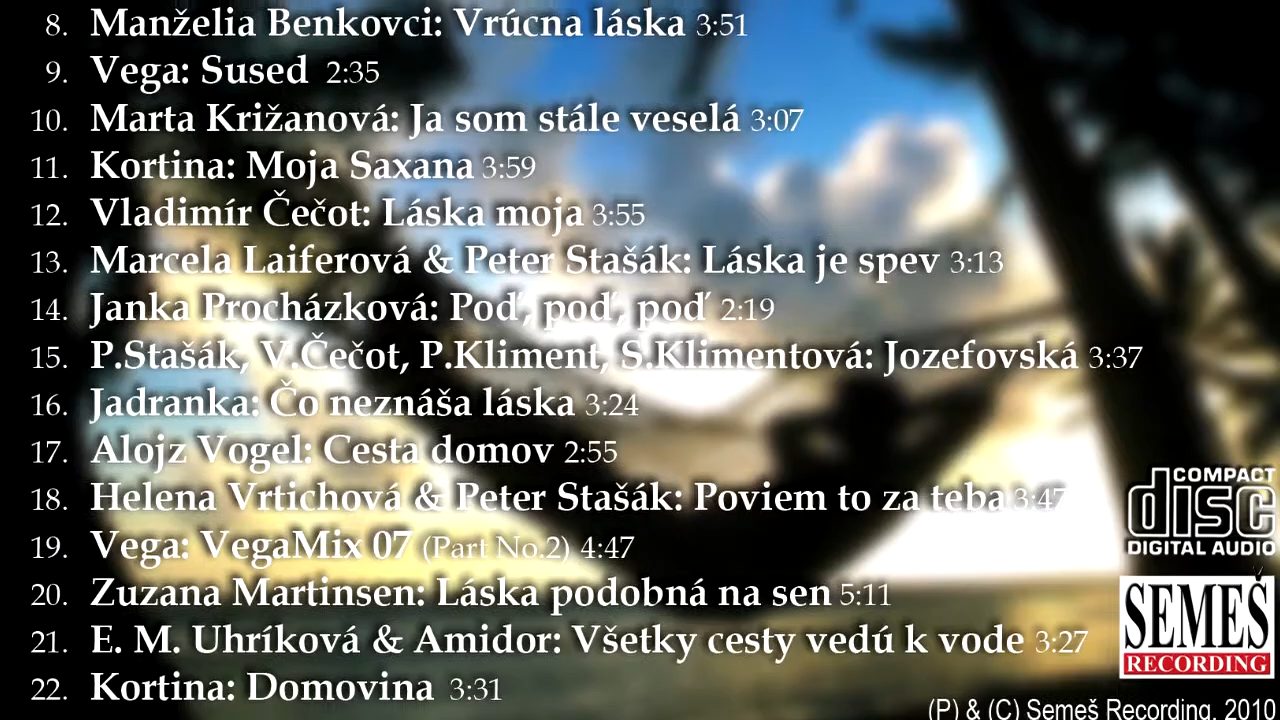 8. Manželia Benkovci: Vrúcna láska 3:51
9. Vega: Sused 2:35
10. Marta Križanová: Ja som stále veselá 3:07
11. Kortina: Moja Saxana 3:59
12. Vladimír Čečot: Láska moja 3:55
13. Marcela Laiferová & Peter Stašák: Láska je spev 3:13
14. Janka Procházková: Poď, poď, poď 2:19
15. P.Stašák, V.Čečot, P.Kliment, S.Klimentová: Jozefovská 3:37
16. Jadranka: Čo neznáša láska 3:24
17. Alojz Vogel: Cesta domov 2:55
18. Helena Vrtichová & Peter Stašák: Poviem to za teba 3:47
19. Vega: VegaMix 07 (Part No.2) 4:47
20. Zuzana Martinsen: Láska podobná na sen 5:11
21. E. M. Uhríková & Amidor: Všetky cesty vedú k vode 3:27
22. Kortina: Domovina 3:31
COMPACT
disc
DIGITAL AUDIO
SEMEŠ
RECORDING
(P) & (C) Semeš Recording, 2010